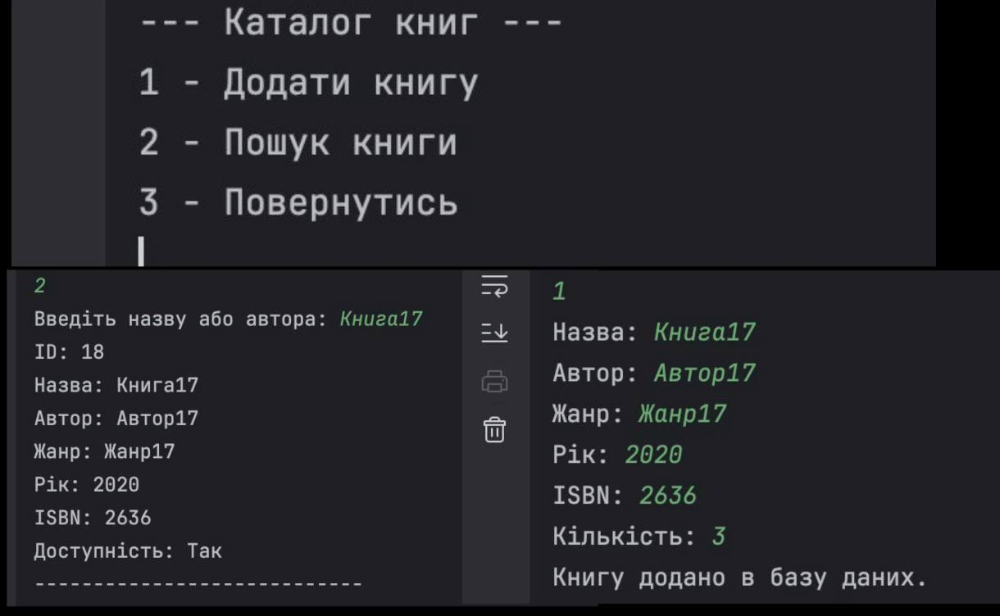 --- Каталог книг ---
1 - Додати книгу
2 - Пошук книги
3 - Повернутись
2
Введіть назву або автора: Книга17
ID: 18
Назва: Книга17
Автор: Автор17
Жанр: Жанр17
Рік: 2020
ISBN: 2636
Доступність: Так
----------------------------
1
Назва: Книга17
Автор: Автор17
Жанр: Жанр17
Рік: 2020
ISBN: 2636
Кількість: 3
Книгу додано в базу даних.